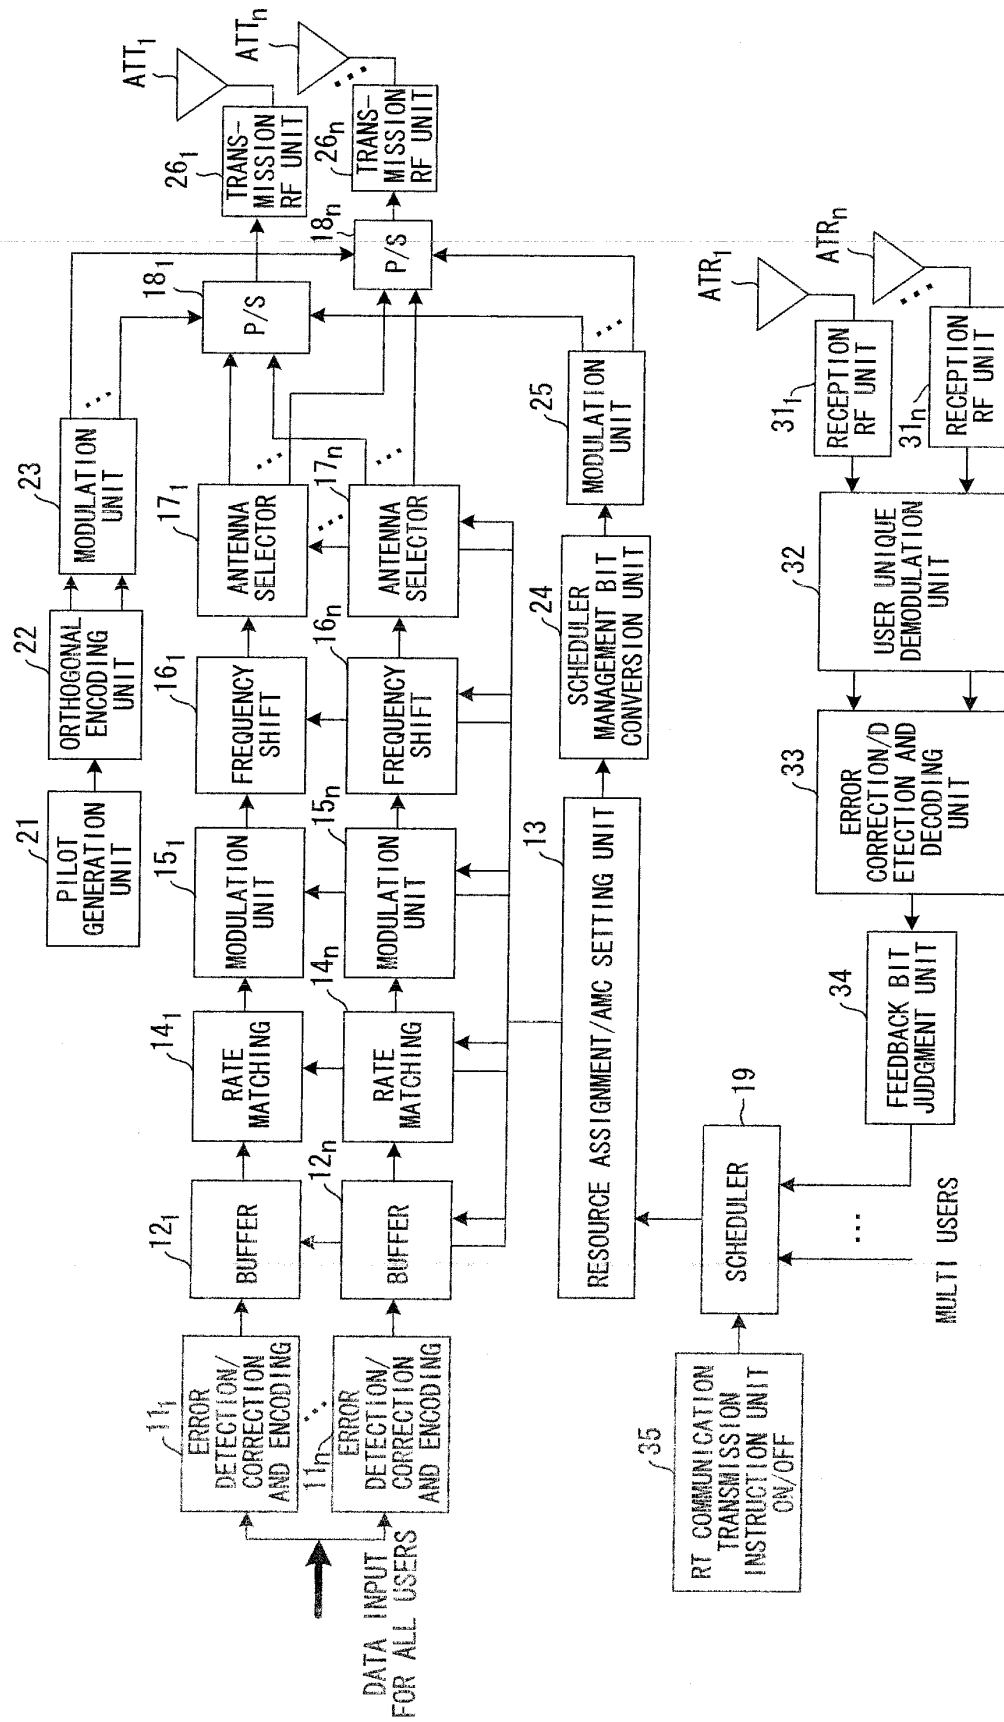 DATA INPUT
FOR ALL USERS
11₁
ERROR
DETECTION/
CORRECTION
AND ENCODING
11ₙ
ERROR
DETECTION/
CORRECTION
AND ENCODING
12₁
BUFFER
12ₙ
BUFFER
14₁
RATE
MATCHING
14ₙ
RATE
MATCHING
15₁
MODULATION
UNIT
15ₙ
MODULATION
UNIT
16₁
FREQUENCY
SHIFT
16ₙ
FREQUENCY
SHIFT
17₁
ANTENNA
SELECTOR
17ₙ
ANTENNA
SELECTOR
18₁
P/S
18ₙ
P/S
26₁
TRANS-
MISSION
RF UNIT
26ₙ
TRANS-
MISSION
RF UNIT
ATT₁
ATTₙ
21
PILOT
GENERATION
UNIT
22
ORTHOGONAL
ENCODING
UNIT
23
MODULATION
UNIT
13
RESOURCE ASSIGNMENT/AMC SETTING UNIT
24
SCHEDULER
MANAGEMENT BIT
CONVERSION UNIT
25
MODULATION
UNIT
35
RT COMMUNICATION
TRANSMISSION
INSTRUCTION UNIT
ON/OFF
19
SCHEDULER
MULTI USERS
34
FEEDBACK BIT
JUDGMENT UNIT
33
ERROR
CORRECTION/D
ETECTION AND
DECODING
UNIT
32
USER UNIQUE
DEMODULATION
UNIT
31₁
RECEPTION
RF UNIT
31ₙ
RECEPTION
RF UNIT
ATR₁
ATRₙ